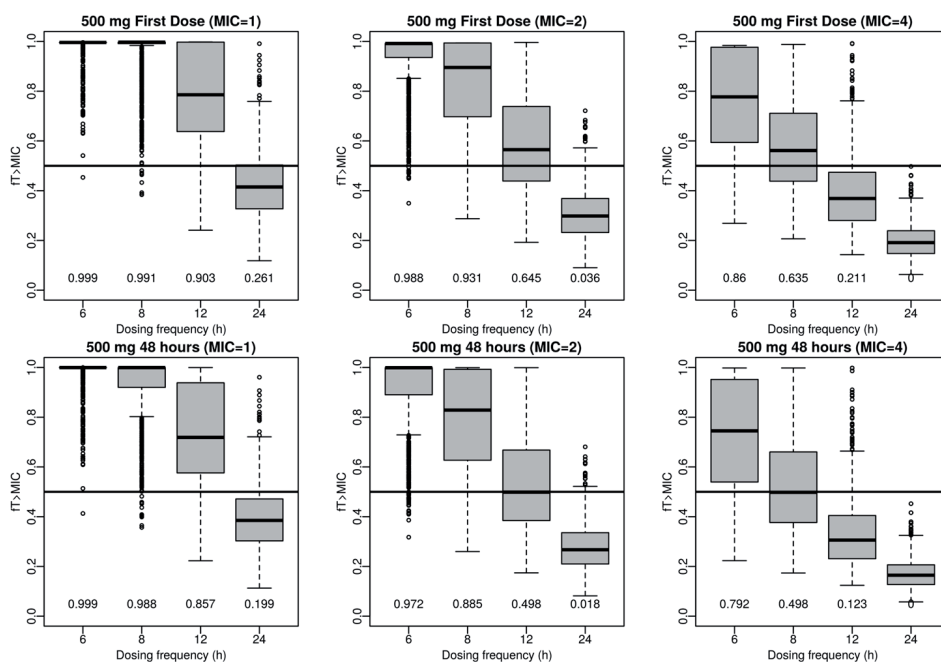 500 mg First Dose (MIC=1)
fT>MIC
1.0
0.8
0.6
0.4
0.2
0.0
0.999 0.991 0.903 0.261
6 8 12 24
Dosing frequency (h)
500 mg First Dose (MIC=2)
fT>MIC
1.0
0.8
0.6
0.4
0.2
0.0
0.988 0.931 0.645 0.036
6 8 12 24
Dosing frequency (h)
500 mg First Dose (MIC=4)
fT>MIC
1.0
0.8
0.6
0.4
0.2
0.0
0.86 0.635 0.211 0
6 8 12 24
Dosing frequency (h)
500 mg 48 hours (MIC=1)
fT>MIC
1.0
0.8
0.6
0.4
0.2
0.0
0.999 0.988 0.857 0.199
6 8 12 24
Dosing frequency (h)
500 mg 48 hours (MIC=2)
fT>MIC
1.0
0.8
0.6
0.4
0.2
0.0
0.972 0.885 0.498 0.018
6 8 12 24
Dosing frequency (h)
500 mg 48 hours (MIC=4)
fT>MIC
1.0
0.8
0.6
0.4
0.2
0.0
0.792 0.498 0.123 0
6 8 12 24
Dosing frequency (h)